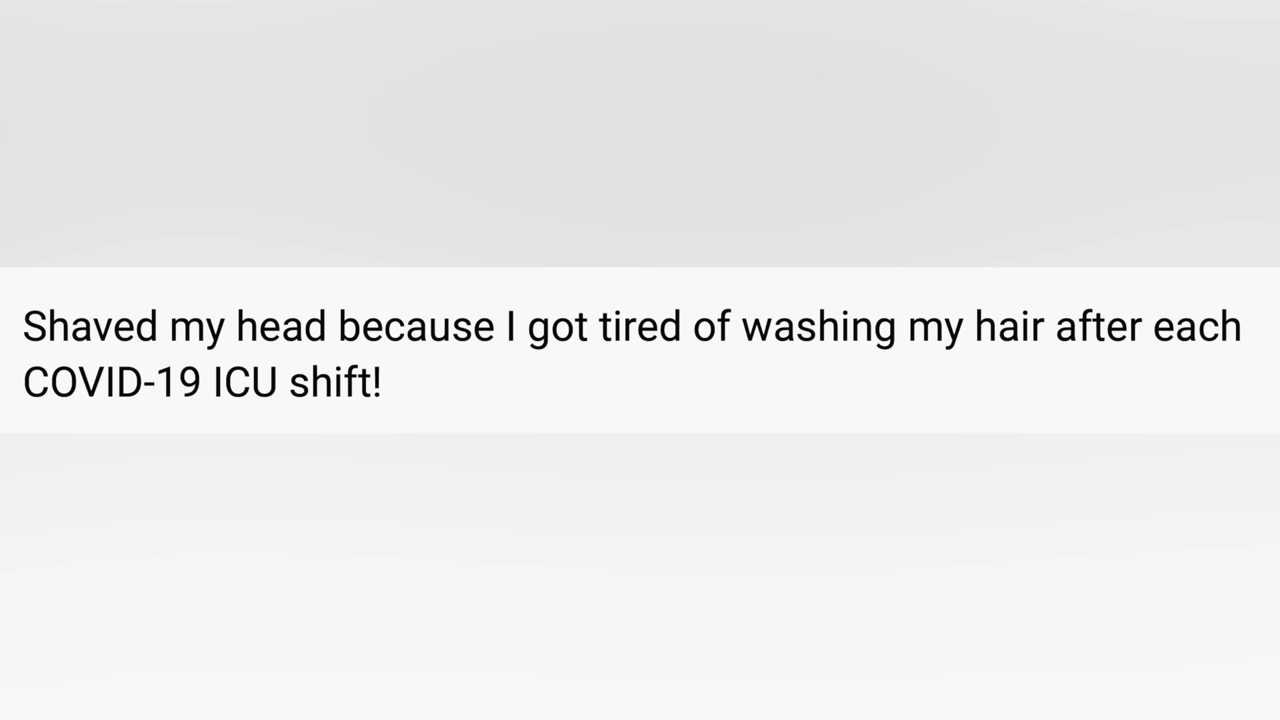 Shaved my head because I got tired of washing my hair after each
COVID-19 ICU shift!